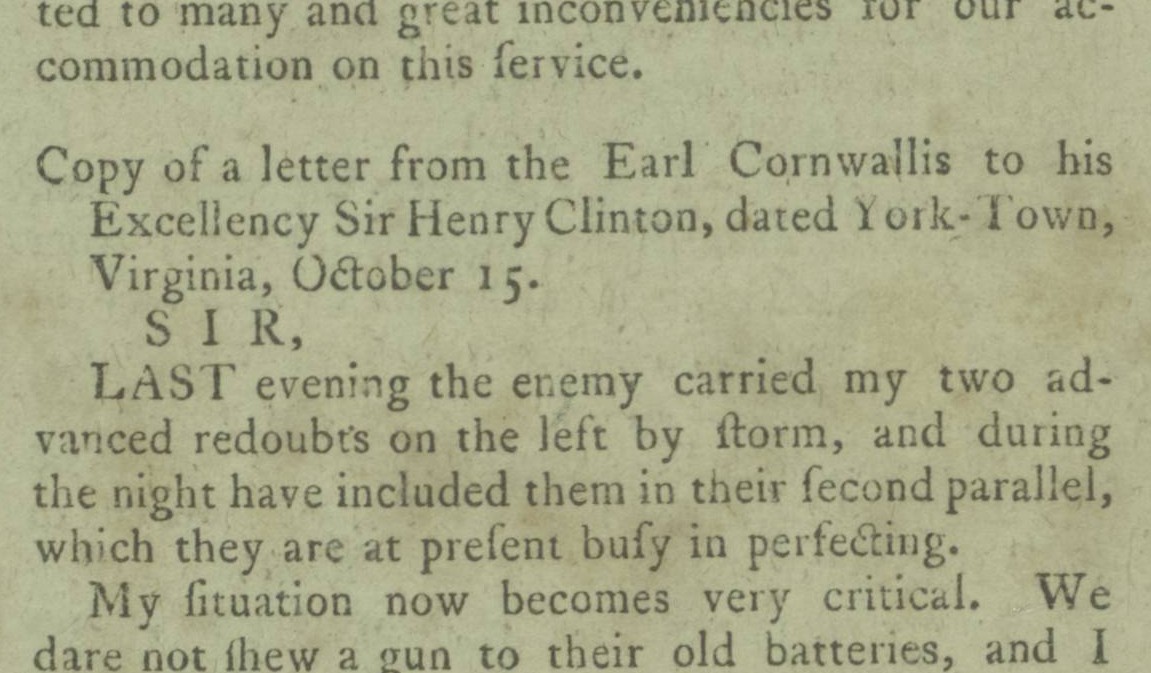 ted to many and great inconveniencies for our ac-
commodation on this ſervice.
Copy of a letter from the Earl Cornwallis to his
Excellency Sir Henry Clinton, dated York-Town,
Virginia, October 15.
S I R,
LAST evening the enemy carried my two ad-
vanced redoubts on the left by ſtorm, and during
the night have included them in their ſecond parallel,
which they are at preſent buſy in perfecting.
My ſituation now becomes very critical. We
dare not ſhew a gun to their old batteries, and I